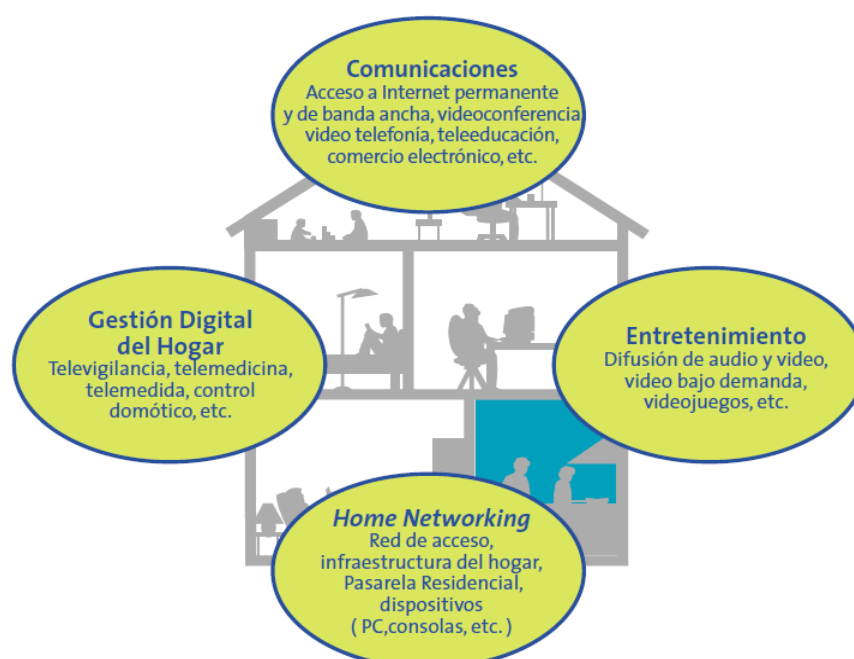 Comunicaciones
Acceso a Internet permanente
y de banda ancha, videoconferencia,
video telefonía, teleeducación,
comercio electrónico, etc.
Gestión Digital
del Hogar
Televigilancia, telemedicina,
telemedida, control
domótico, etc.
Entretenimiento
Difusión de audio y video,
video bajo demanda,
videojuegos, etc.
Home Networking
Red de acceso,
infraestructura del hogar,
Pasarela Residencial,
dispositivos
( PC,consolas, etc. )